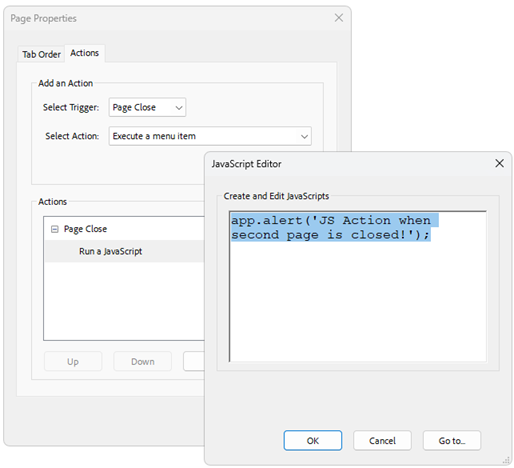 Page Properties
Tab Order
Actions
Add an Action
Select Trigger:
Page Close
Select Action:
Execute a menu item
Actions
Page Close
Run a JavaScript
Up
Down
JavaScript Editor
Create and Edit JavaScripts
app.alert('JS Action when
second page is closed!');
OK
Cancel
Go to...